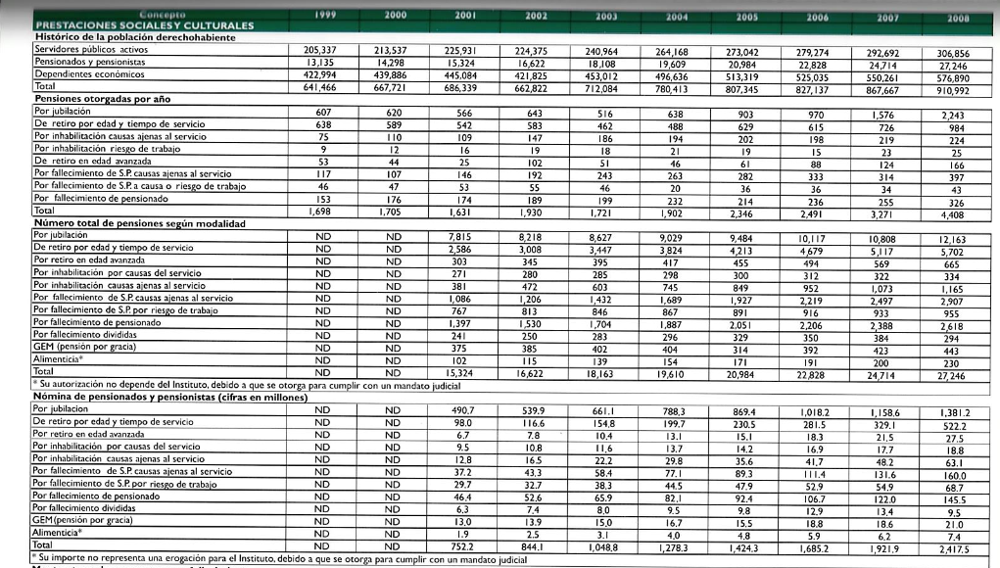 Concepto 1999 2000 2001 2002 2003 2004 2005 2006 2007 2008
PRESTACIONES SOCIALES Y CULTURALES
Histórico de la población derechohabiente
Servidores públicos activos 205,337 213,537 225,931 224,375 240,964 264,168 273,042 279,274 292,692 306,856
Pensionados y pensionistas 13,135 14,298 15,324 16,622 18,108 19,609 20,984 22,828 24,714 27,246
Dependientes económicos 422,994 439,886 445,084 421,825 453,012 496,636 513,319 525,035 550,261 576,890
Total 641,466 667,721 686,339 662,822 712,084 780,413 807,345 827,137 867,667 910,992
Pensiones otorgadas por año
Por jubilación 607 620 566 643 516 638 903 970 1,576 2,243
De retiro por edad y tiempo de servicio 638 589 542 583 462 488 629 615 726 984
Por inhabilitación causas ajenas al servicio 75 110 109 147 186 194 202 198 219 224
Por inhabilitación riesgo de trabajo 9 12 16 19 18 21 19 15 23 25
De retiro en edad avanzada 53 44 25 102 51 46 61 88 124 166
Por fallecimiento de S.P. causas ajenas al servicio 117 107 146 192 243 263 282 333 314 397
Por fallecimiento de S.P. a causa o riesgo de trabajo 46 47 53 55 46 20 36 36 34 43
Por fallecimiento de pensionado 153 176 174 189 199 232 214 236 255 326
Total 1,698 1,705 1,631 1,930 1,721 1,902 2,346 2,491 3,271 4,408
Número total de pensiones según modalidad
Por jubilación ND ND 7,815 8,218 8,627 9,029 9,484 10,117 10,808 12,163
De retiro por edad y tiempo de servicio ND ND 2,586 3,008 3,447 3,824 4,213 4,679 5,117 5,702
Por retiro en edad avanzada ND ND 303 345 395 417 455 494 569 665
Por inhabilitación por causas del servicio ND ND 271 280 285 298 300 312 322 334
Por inhabilitación causas ajenas al servicio ND ND 381 472 603 745 849 952 1,073 1,165
Por fallecimiento de S.P. causas ajenas al servicio ND ND 1,086 1,206 1,432 1,689 1,927 2,219 2,497 2,907
Por fallecimiento de S.P. por riesgo de trabajo ND ND 767 813 846 867 891 916 933 955
Por fallecimiento de pensionado ND ND 1,397 1,530 1,704 1,887 2,051 2,206 2,388 2,618
Por fallecimiento divididas ND ND 241 250 283 296 329 350 384 294
GEM (pensión por gracia) ND ND 375 385 402 404 314 392 423 443
Alimenticia* ND ND 102 115 139 154 171 191 200 230
Total ND ND 15,324 16,622 18,163 19,610 20,984 22,828 24,714 27,246
* Su autorización no depende del Instituto, debido a que se otorga para cumplir con un mandato judicial
Nómina de pensionados y pensionistas (cifras en millones)
Por jubilacion ND ND 490.7 539.9 661.1 788.3 869.4 1,018.2 1,158.6 1,381.2
De retiro por edad y tiempo de servicio ND ND 98.0 116.6 154.8 199.7 230.5 281.5 329.1 522.2
Por retiro en edad avanzada ND ND 6.7 7.8 10.4 13.1 15.1 18.3 21.5 27.5
Por inhabilitación por causas del servicio ND ND 9.5 10.8 11.6 13.7 14.2 16.9 17.7 18.8
Por inhabilitación causas ajenas al servicio ND ND 12.8 16.5 22.2 29.8 35.6 41.7 48.2 63.1
Por fallecimiento de S.P. causas ajenas al servicio ND ND 37.2 43.3 58.4 77.1 89.3 111.4 131.6 160.0
Por fallecimiento de S.P. por riesgo de trabajo ND ND 29.7 32.7 38.3 44.5 47.9 52.9 54.9 68.7
Por fallecimiento de pensionado ND ND 46.4 52.6 65.9 82.1 92.4 106.7 122.0 145.5
Por fallecimiento divididas ND ND 6.3 7.4 8.0 9.5 9.8 12.9 13.4 9.5
GEM (pensión por gracia) ND ND 13.0 13.9 15.0 16.7 15.5 18.8 18.6 21.0
Alimenticia* ND ND 1.9 2.5 3.1 4.0 4.8 5.9 6.2 7.4
Total ND ND 752.2 844.1 1,048.8 1,278.3 1,424.3 1,685.2 1,921.9 2,417.5
* Su importe no representa una erogación para el Instituto, debido a que se otorga para cumplir con un mandato judicial